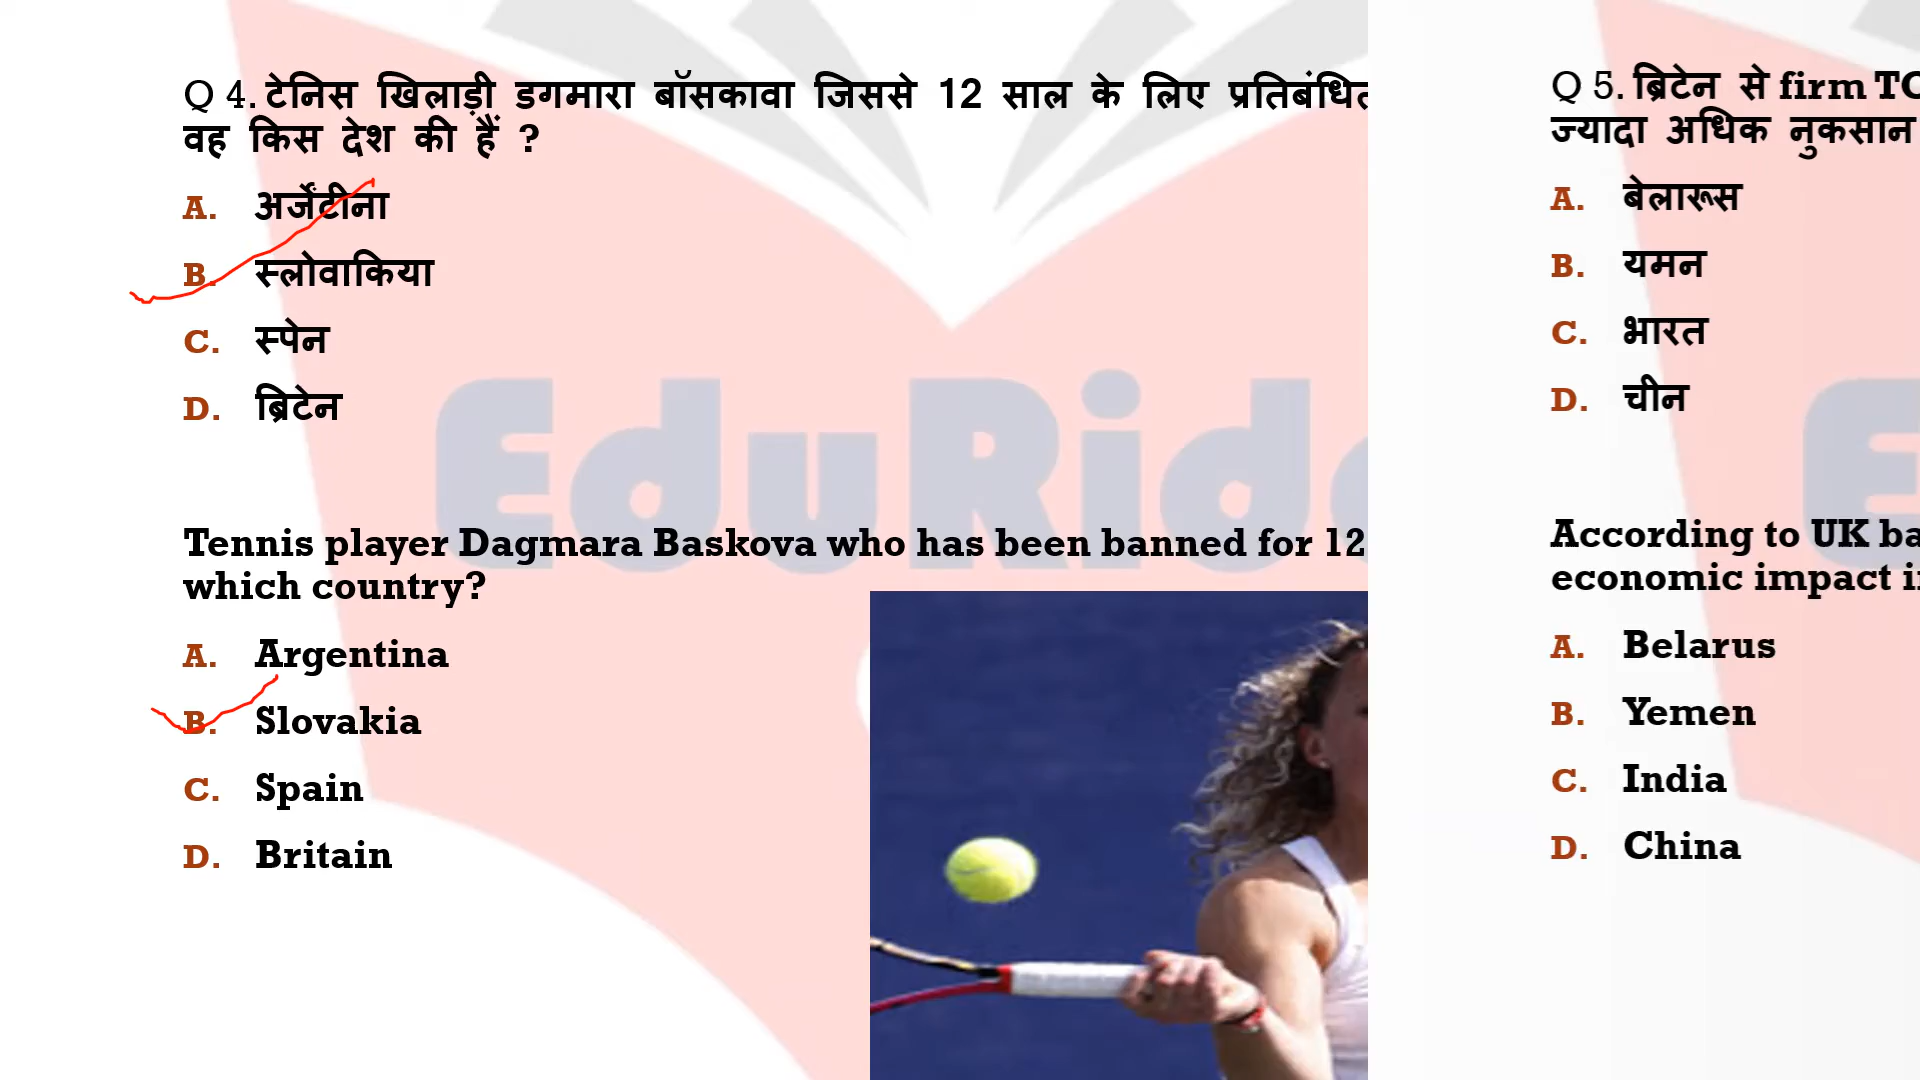 Q 4. टेनिस खिलाड़ी डगमारा बॉसकावा जिससे 12 साल के लिए
वह किस देश की हैं ?
A. अर्जेंटीना
B. स्लोवाकिया
C. स्पेन
D. ब्रिटेन
Tennis player Dagmara Baskova who has been banned for 12
which country?
A. Argentina
B. Slovakia
C. Spain
D. Britain
Q 5. ब्रिटेन से firm
ज्यादा अधिक नुकसान
A. बेलारूस
B. यमन
C. भारत
D. चीन
According to UK
economic impact
A. Belarus
B. Yemen
C. India
D. China